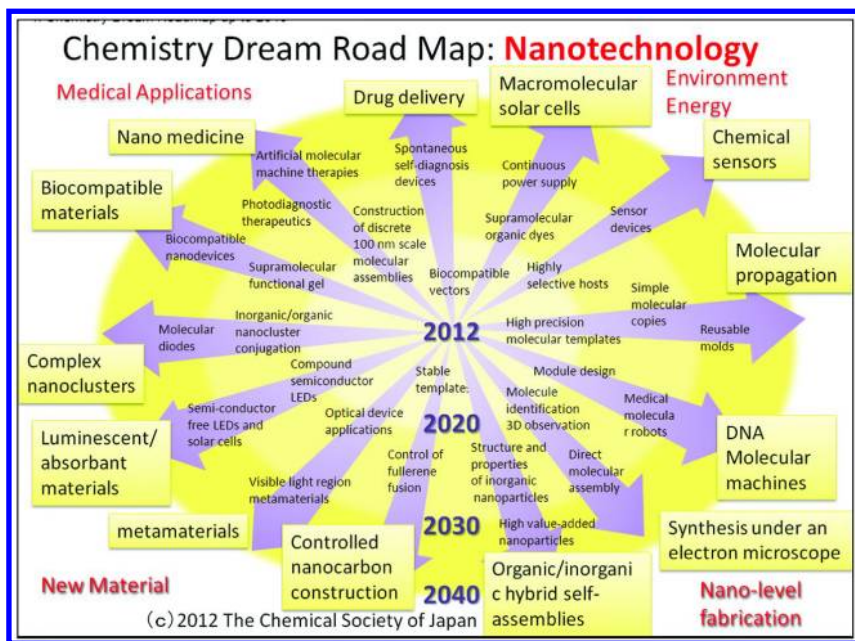 Chemistry Dream Road Map: Nanotechnology
Medical Applications
Drug delivery
Macromolecular
solar cells
Environment
Energy
Nano medicine
Chemical
sensors
Artificial molecular
machine therapies
Spontaneous
self-diagnosis
devices
Continuous
power supply
Biocompatible
materials
Photodiagnostic
therapeutics
Construction
of discrete
100 nm scale
molecular
assemblies
Supramolecular
organic dyes
Sensor
devices
Biocompatible
nanodevices
Supramolecular
functional gel
Biocompatible
vectors
Highly
selective hosts
Molecular
propagation
Simple
molecular
copies
Inorganic/organic
nanocluster
conjugation
Molecular
diodes
2012
High precision
molecular templates
Reusable
molds
Complex
nanoclusters
Compound
semiconductor
LEDs
Stable
template:
Module design
Molecule
identification
3D observation
Medical
molecula
r robots
Semi-conductor
free LEDs and
solar cells
Optical device
applications
2020
Luminescent/
absorbant
materials
DNA
Molecular
machines
Visible light region
metamaterials
Control of
fullerene
fusion
Structure and
properties
of inorganic
nanoparticles
Direct
molecular
assembly
metamaterials
2030
High value-added
nanoparticles
Synthesis under an
electron microscope
Controlled
nanocarbon
construction
Organic/inorgani
c hybrid self-
assemblies
New Material
2040
Nano-level
fabrication
(c) 2012 The Chemical Society of Japan